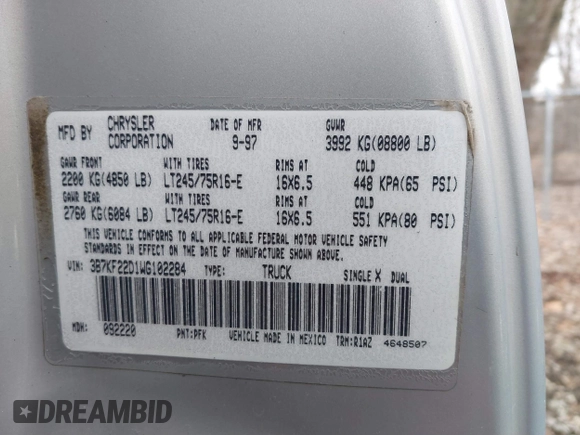 MFD BY CHRYSLER CORPORATION DATE OF MFR 9-97 GVWR 3992 KG(08800 LB)
GAWR FRONT WITH TIRES RIMS AT COLD
2200 KG(4850 LB) LT245/75R16-E 16X6.5 448 KPA(65 PSI)
GAWR REAR WITH TIRES RIMS AT COLD
2760 KG(6084 LB) LT245/75R16-E 16X6.5 551 KPA(80 PSI)
THIS VEHICLE CONFORMS TO ALL APPLICABLE FEDERAL MOTOR VEHICLE SAFETY
STANDARDS IN EFFECT ON THE DATE OF MANUFACTURE SHOWN ABOVE.
VIN: 3B7KF22D1WG102284 TYPE: TRUCK SINGLE X DUAL
MDH: 092220 PNT:PFK VEHICLE MADE IN MEXICO TRM:R1AZ 4648507
DREAMBID